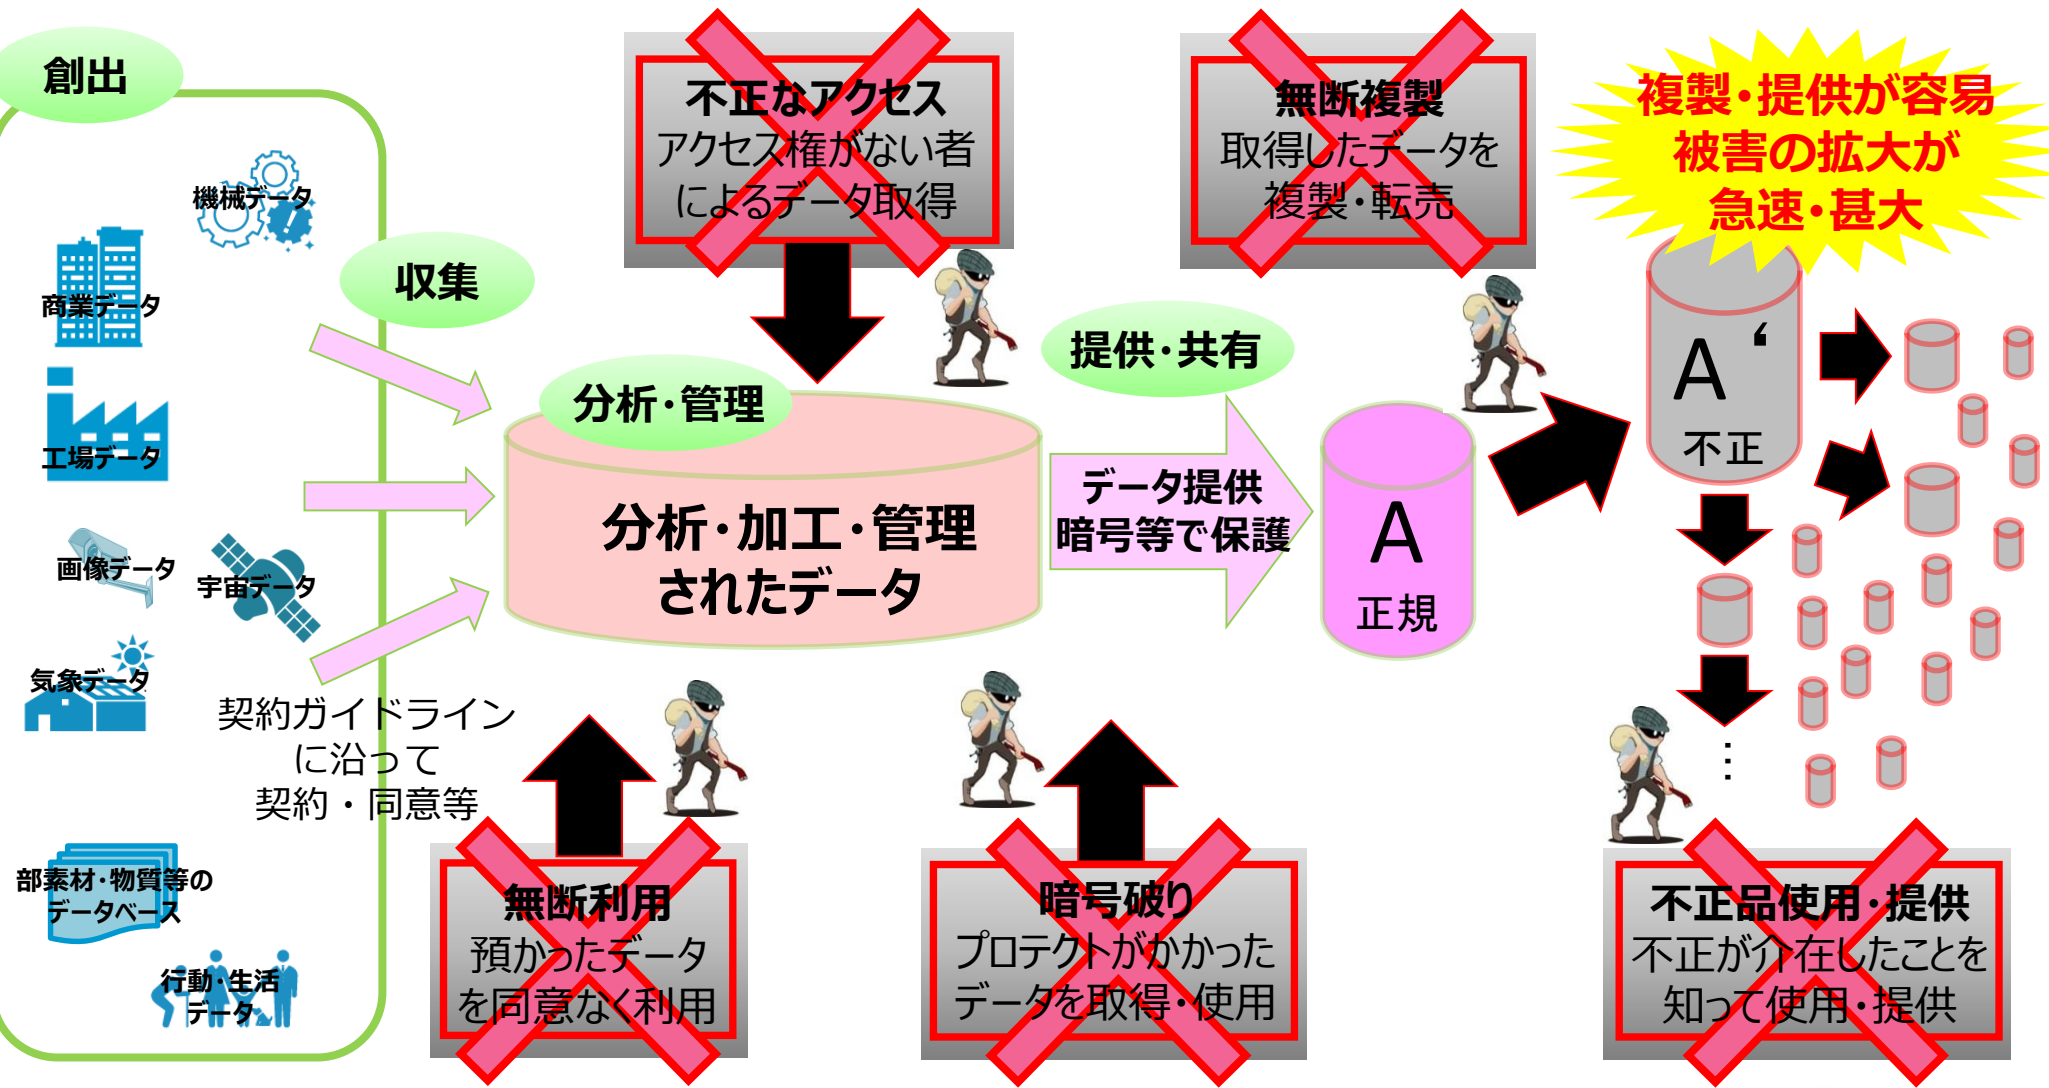 創出
機械データ
商業データ
工場データ
画像データ
宇宙データ
気象データ
部素材・物質等の
データベース
行動・生活
データ
収集
契約ガイドライン
に沿って
契約・同意等
不正なアクセス
アクセス権がない者
によるデータ取得
分析・管理
分析・加工・管理
されたデータ
無断利用
預かったデータ
を同意なく利用
提供・共有
データ提供
暗号等で保護
暗号破り
プロテクトがかかった
データを取得・使用
A
正規
無断複製
取得したデータを
複製・転売
複製・提供が容易
被害の拡大が
急速・甚大
A‘
不正
…
不正品使用・提供
不正が介在したことを
知って使用・提供